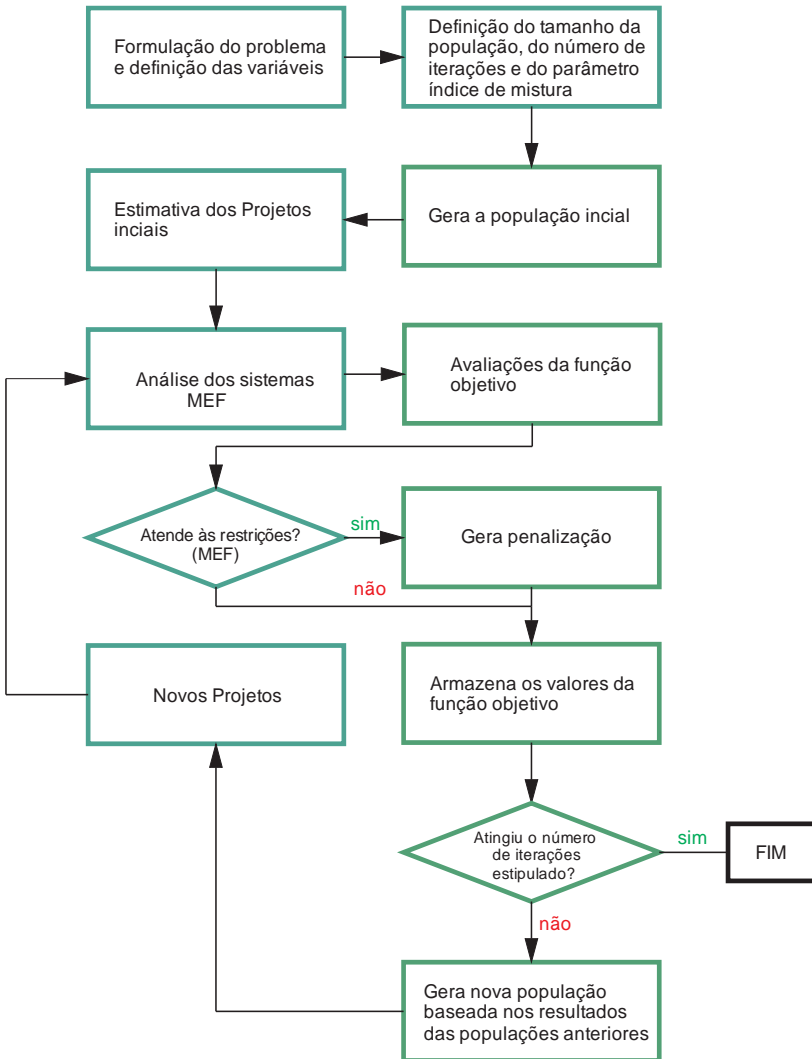 Formulação do problema
e definição das variáveis
Definição do tamanho da
população, do número de
iterações e do parâmetro
índice de mistura
Estimativa dos Projetos
inciais
Gera a população incial
Análise dos sistemas
MEF
Avaliações da função
objetivo
Atende às restrições?
(MEF)
sim
Gera penalização
não
Novos Projetos
Armazena os valores da
função objetivo
Atingiu o número
de iterações
estipulado?
sim
FIM
não
Gera nova população
baseada nos resultados
das populações anteriores